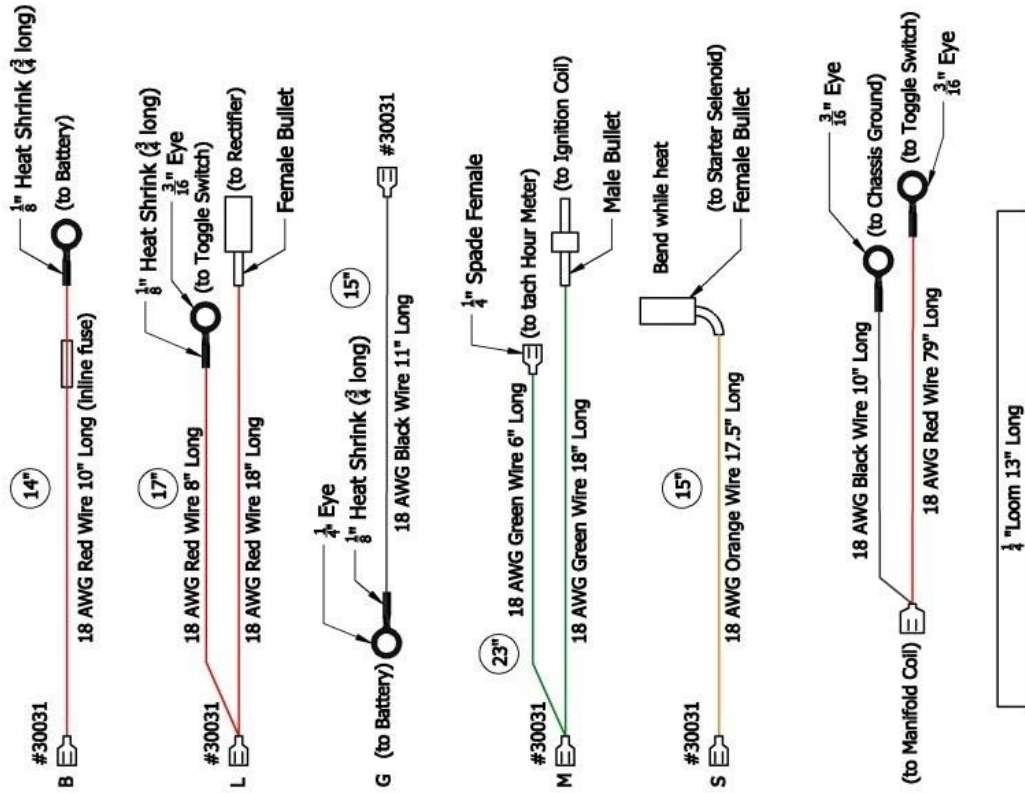 #30031
B
14"
18 AWG Red Wire 10" Long (inline fuse)
1/8" Heat Shrink (3/4 long)
(to Battery)
#30031
L
17"
18 AWG Red Wire 8" Long
18 AWG Red Wire 18" Long
1/8" Heat Shrink (3/4 long)
3/16" Eye
(to Toggle Switch)
(to Rectifier)
Female Bullet
G
(to Battery)
1/4" Eye
1/8" Heat Shrink (3/4 long)
15"
18 AWG Black Wire 11" Long
#30031
#30031
M
23"
18 AWG Green Wire 6" Long
18 AWG Green Wire 18" Long
1/4" Spade Female
(to tach Hour Meter)
(to Ignition Coil)
Male Bullet
#30031
S
15"
18 AWG Orange Wire 17.5" Long
Bend while heat
(to Starter Selenoid)
Female Bullet
(to Manifold Coil)
18 AWG Black Wire 10" Long
18 AWG Red Wire 79" Long
3/16" Eye
(to Chassis Ground)
(to Toggle Switch)
3/16" Eye
1/4 "Loom 13" Long